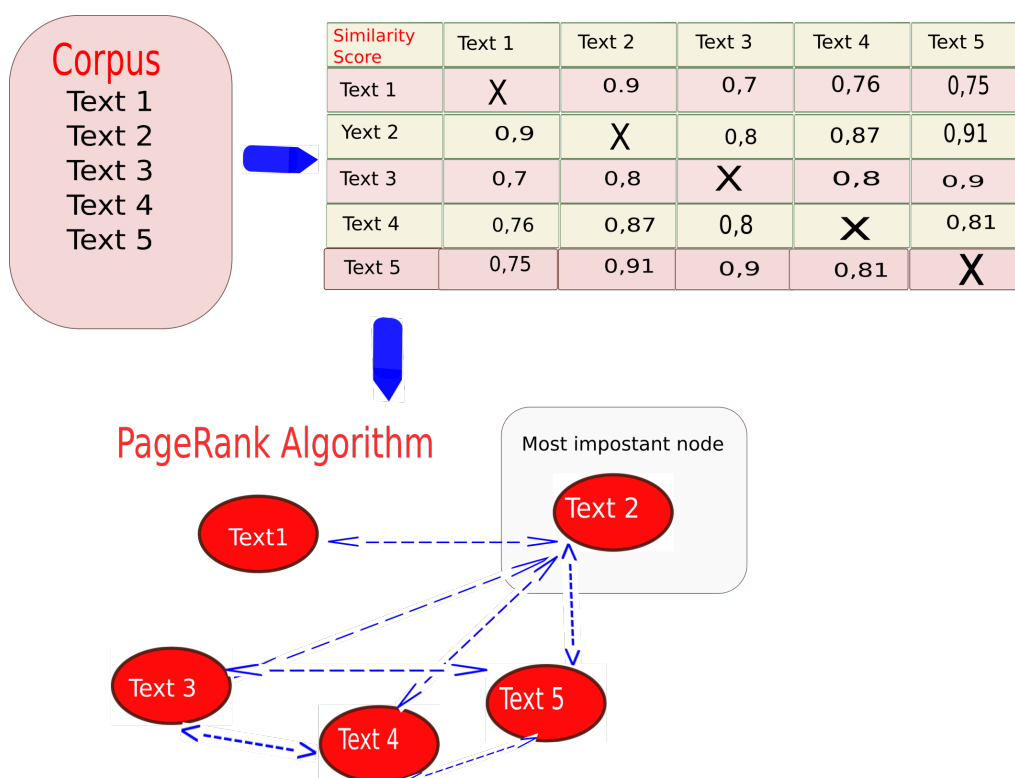 Corpus
Text 1
Text 2
Text 3
Text 4
Text 5
Similarity
Score
Text 1 Text 2 Text 3 Text 4 Text 5
Text 1 X 0.9 0,7 0,76 0,75
Yext 2 0,9 X 0,8 0,87 0,91
Text 3 0,7 0,8 X 0,8 0,9
Text 4 0,76 0,87 0,8 X 0,81
Text 5 0,75 0,91 0,9 0,81 X
PageRank Algorithm
Most impostant node
Text 2
Text1
Text 3
Text 5
Text 4